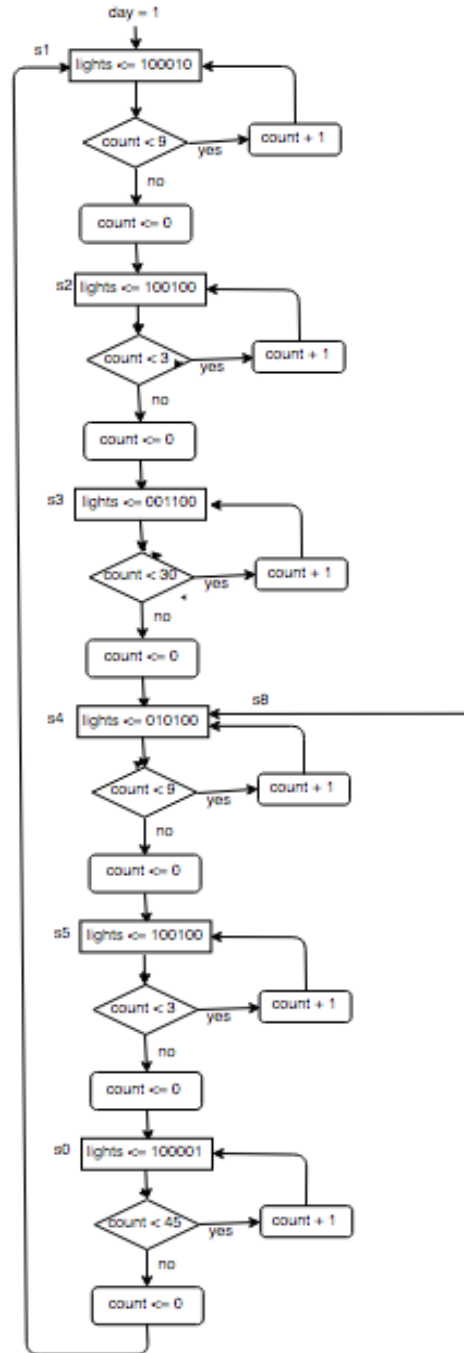 day = 1
s1
lights <= 100010
count < 9
yes
count + 1
no
count <= 0
s2
lights <= 100100
count < 3
yes
count + 1
no
count <= 0
s3
lights <= 001100
count < 30
yes
count + 1
no
count <= 0
s8
s4
lights <= 010100
count < 9
yes
count + 1
no
count <= 0
s5
lights <= 100100
count < 3
yes
count + 1
no
count <= 0
s0
lights <= 100001
count < 45
yes
count + 1
no
count <= 0